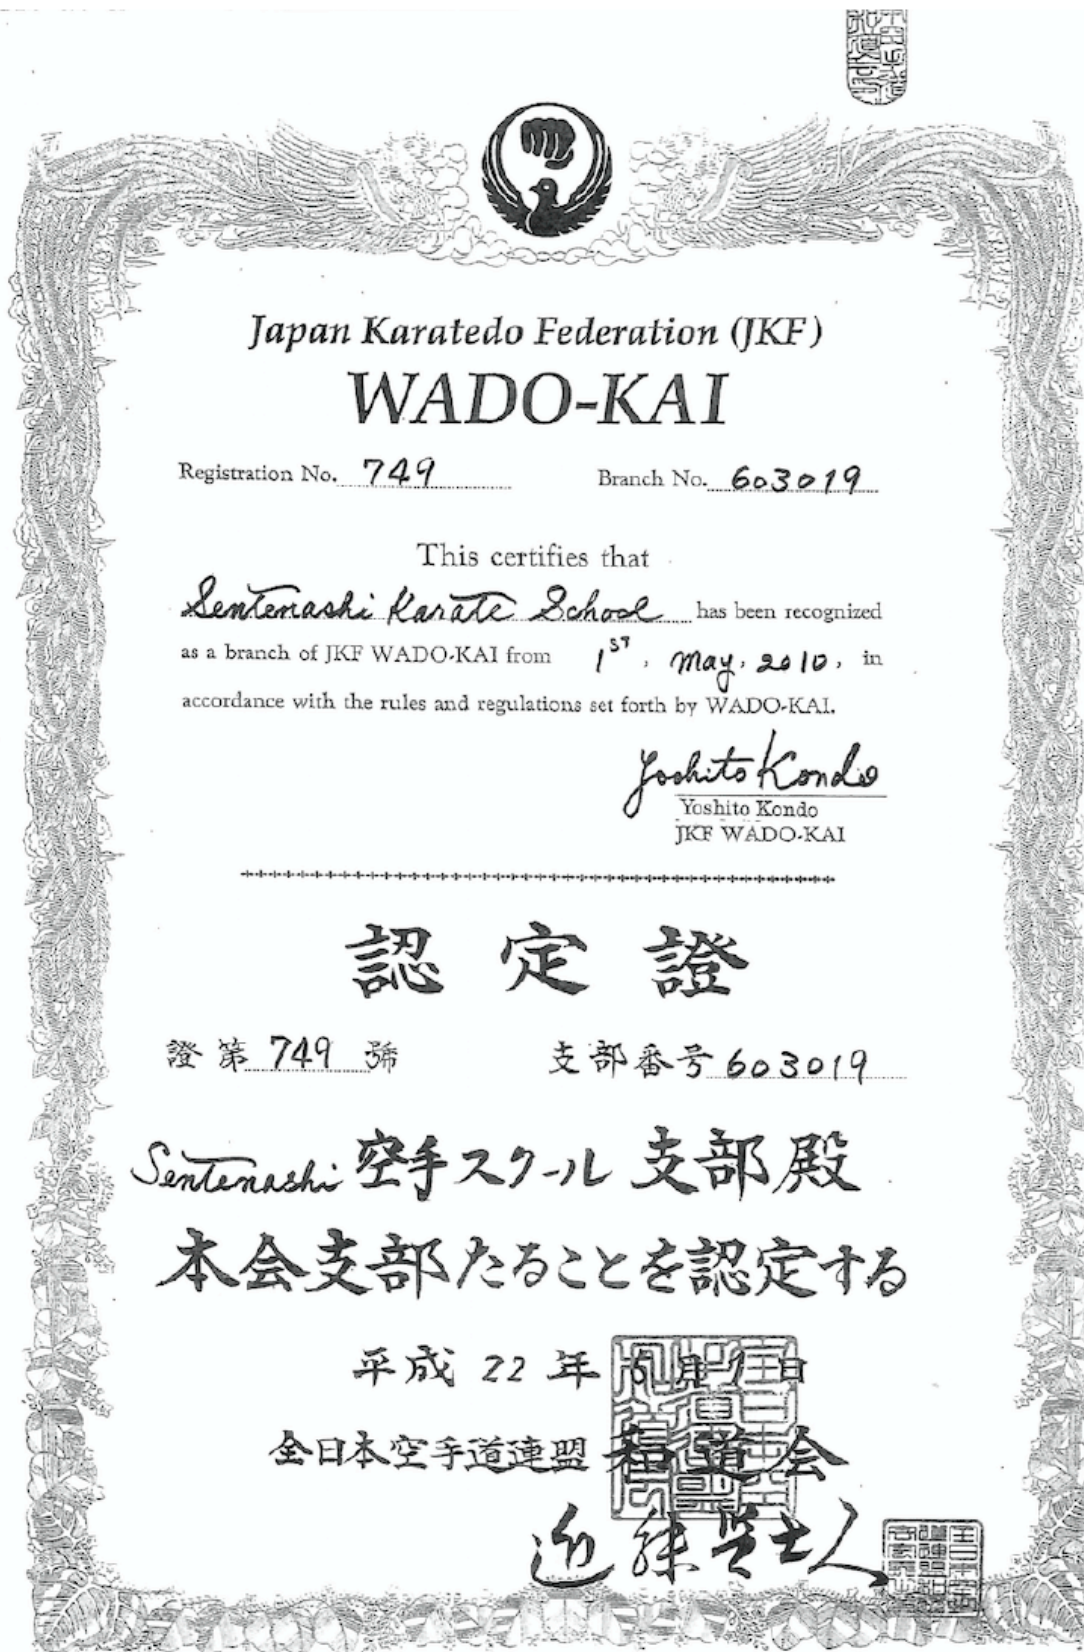 Japan Karatedo Federation (JKF)
WADO-KAI
Registration No. 749 Branch No. 603019
This certifies that
Sentenashi Karate School has been recognized
as a branch of JKF WADO-KAI from 1ST, May, 2010, in
accordance with the rules and regulations set forth by WADO-KAI.
Yoshito Kondo
Yoshito Kondo
JKF WADO-KAI
認定證
證第 749 號 支部番号 603019
Sentenashi 空手スクール 支部殿
本会支部たることを認定する
平成 22 年 5月1日
全日本空手道連盟 和道会